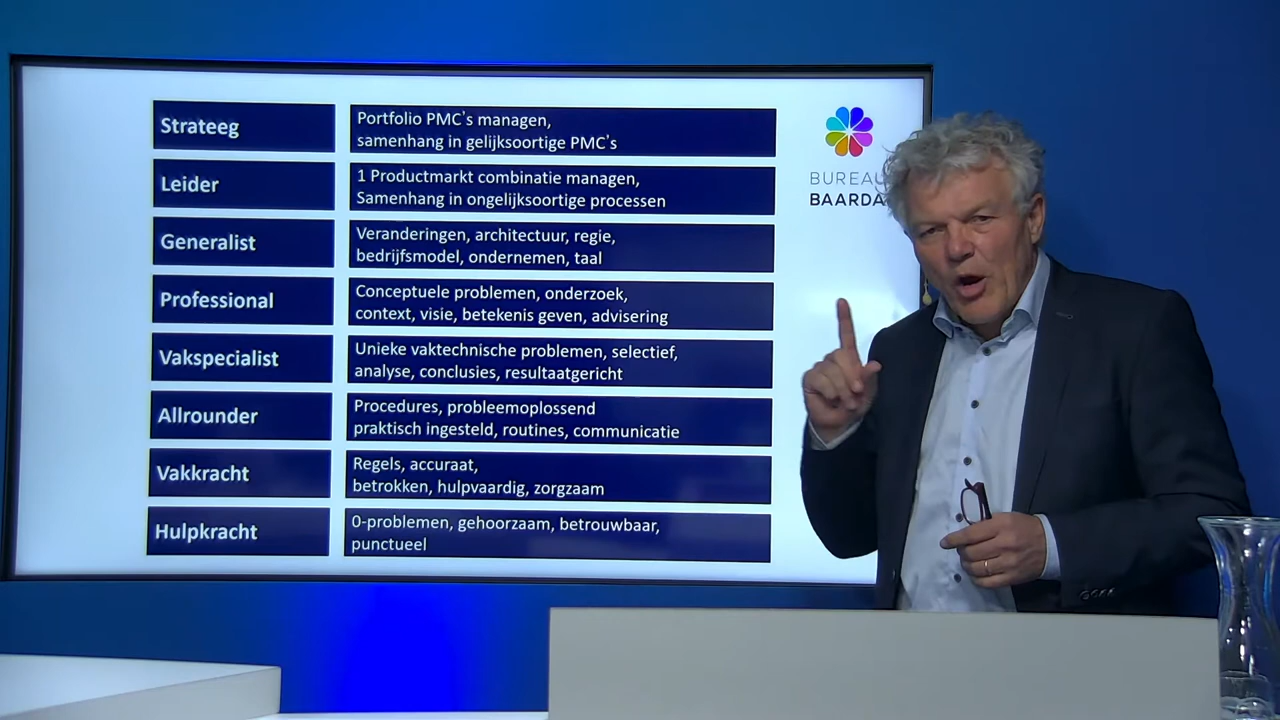 Strateeg
Portfolio PMC's managen,
samenhang in gelijksoortige PMC's
Leider
1 Productmarkt combinatie managen,
Samenhang in ongelijksoortige processen
Generalist
Veranderingen, architectuur, regie,
bedrijfsmodel, ondernemen, taal
Professional
Conceptuele problemen, onderzoek,
context, visie, betekenis geven, advisering
Vakspecialist
Unieke vaktechnische problemen, selectief,
analyse, conclusies, resultaatgericht
Allrounder
Procedures, probleemoplossend
praktisch ingesteld, routines, communicatie
Vakkracht
Regels, accuraat,
betrokken, hulpvaardig, zorgzaam
Hulpkracht
0-problemen, gehoorzaam, betrouwbaar,
punctueel
BUREAU
BAARDA